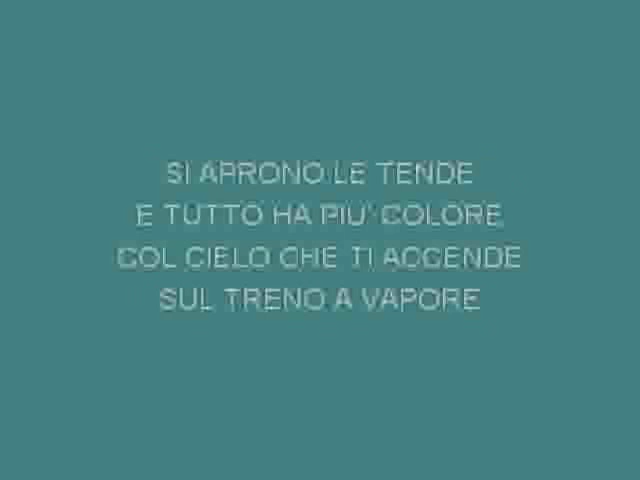 SI APRONO LE TENDE
E TUTTO HA PIU' COLORE
COL CIELO CHE TI ACCENDE
SUL TRENO A VAPORE